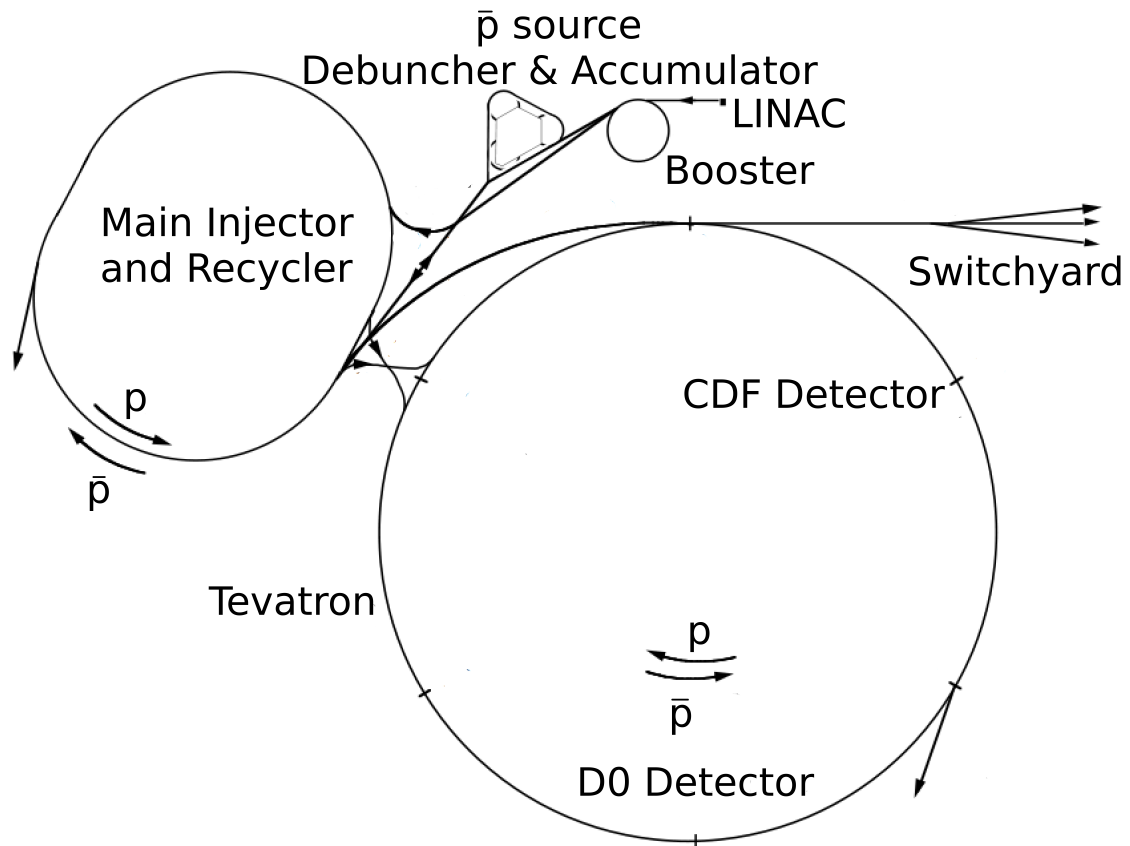 p̄ source
Debuncher & Accumulator
LINAC
Booster
Main Injector
and Recycler
Switchyard
CDF Detector
p
p̄
Tevatron
p
p̄
D0 Detector